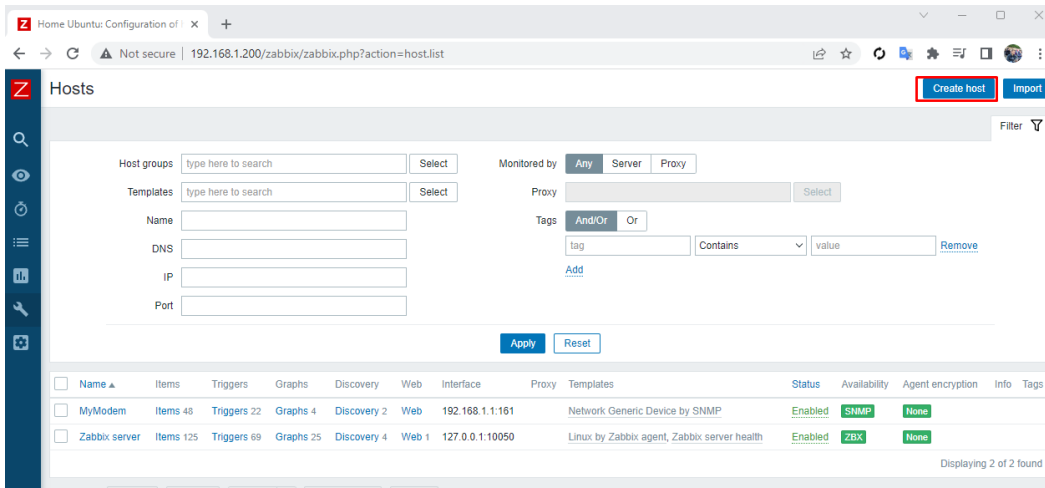 Z Home Ubuntu: Configuration of
Not secure 192.168.1.200/zabbix/zabbix.php?action=host.list
Z Hosts Create host Import
Filter
Host groups type here to search Select Monitored by Any Server Proxy
Templates type here to search Select Proxy Select
Name Tags And/Or Or
DNS tag Contains value Remove
IP Add
Port
Apply Reset
Name Items Triggers Graphs Discovery Web Interface Proxy Templates Status Availability Agent encryption Info Tags
MyModem Items 48 Triggers 22 Graphs 4 Discovery 2 Web 192.168.1.1:161 Network Generic Device by SNMP Enabled SNMP None
Zabbix server Items 125 Triggers 69 Graphs 25 Discovery 4 Web 1 127.0.0.1:10050 Linux by Zabbix agent, Zabbix server health Enabled ZBX None
Displaying 2 of 2 found